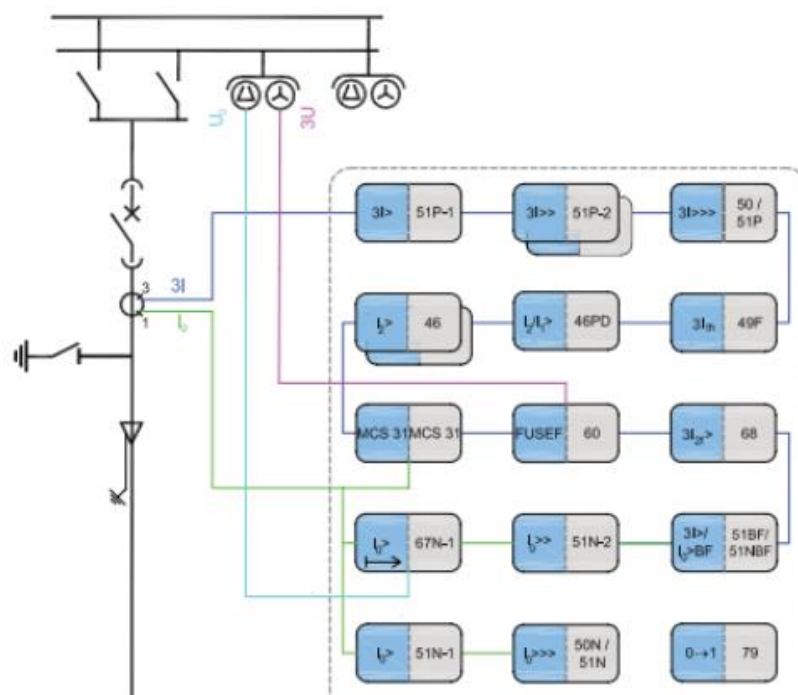 U₀
3U
3I> 51P-1
3I>> 51P-2
3I>>> 50 / 51P
3
3I
1
I₀
I₂> 46
I₂/I₁> 46PD
3Ith 49F
MCS 3I MCS 3I
FUSEF 60
3I2f> 68
I₀> 67N-1
I₀>> 51N-2
3I>/ I₀>BF 51BF/ 51NBF
I₀> 51N-1
I₀>>> 50N / 51N
0→1 79